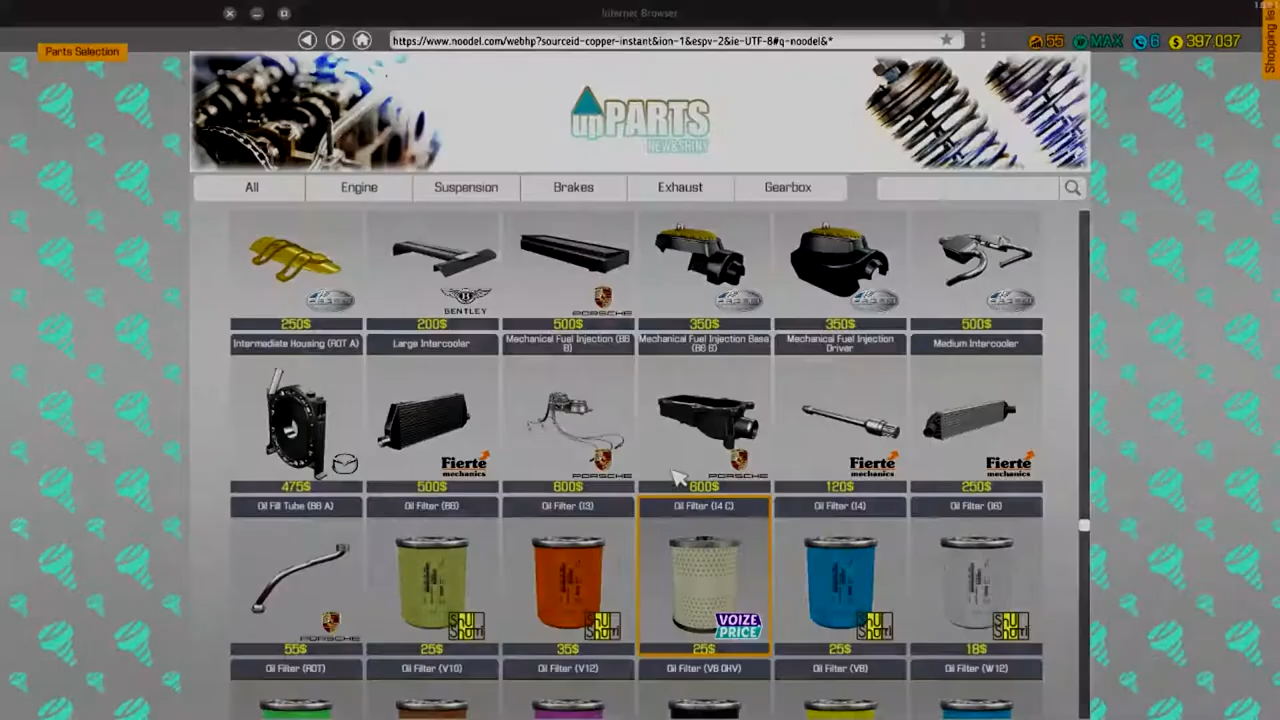 Internet Browser
Parts Selection
https://www.noodel.com/webhp?sourceid-copper-instant&ion-1&espv-2&ie-UTF-8#q-noodel&*
55
MAX
6
$ 397 037
Shopping list
upPARTS
NEW&SHINY
All
Engine
Suspension
Brakes
Exhaust
Gearbox
BENTLEY
PORSCHE
250$
200$
500$
350$
350$
500$
Intermediate Housing (ROT A)
Large Intercooler
Mechanical Fuel Injection (B6 B)
Mechanical Fuel Injection Base (B6 B)
Mechanical Fuel Injection Driver
Medium Intercooler
Fierte mechanics
PORSCHE
PORSCHE
Fierte mechanics
Fierte mechanics
475$
500$
600$
600$
120$
250$
Oil Fill Tube (B6 A)
Oil Filter (B6)
Oil Filter (I3)
Oil Filter (I4 C)
Oil Filter (I4)
Oil Filter (I6)
PORSCHE
VOIZE PRICE
55$
25$
35$
25$
25$
18$
Oil Filter (ROT)
Oil Filter (V10)
Oil Filter (V12)
Oil Filter (V8 OHV)
Oil Filter (V8)
Oil Filter (W12)